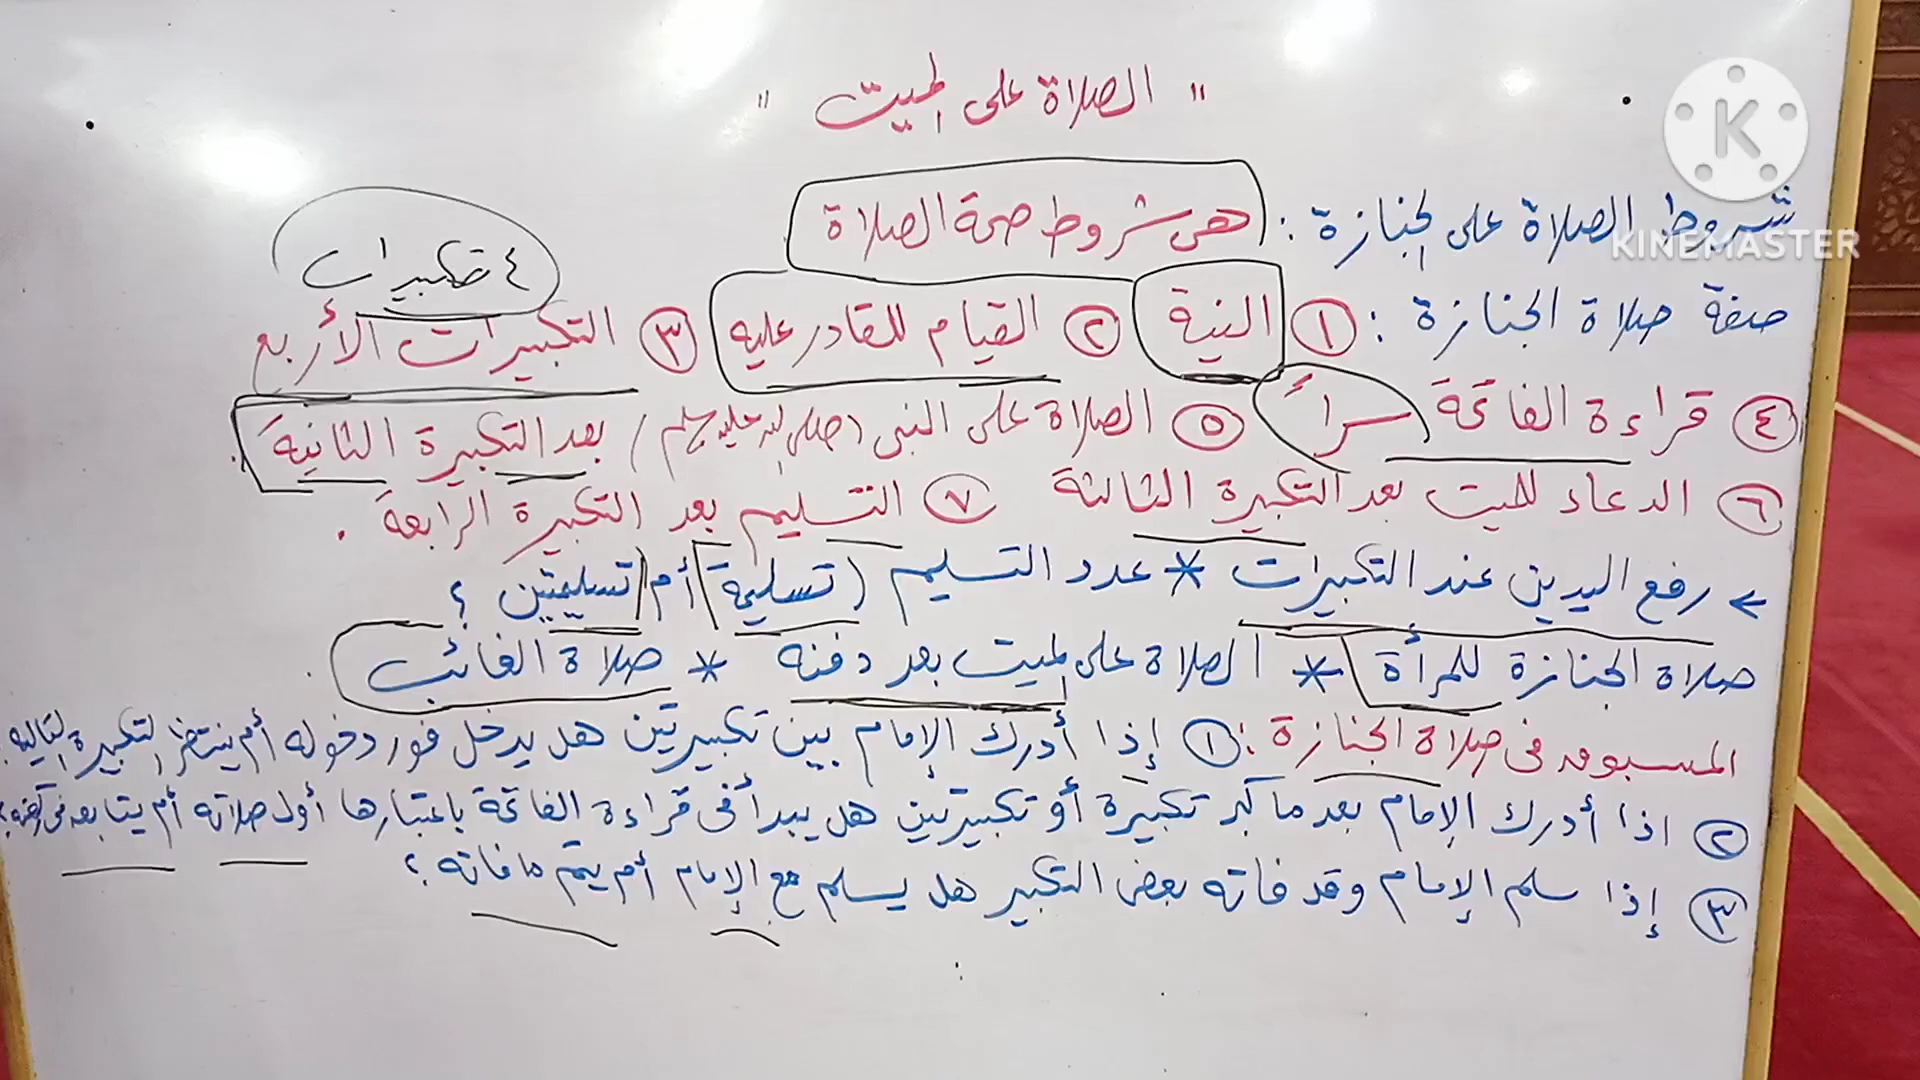 " الصلاة على الميت "
شروط الصلاة على الجنازة : هى شروط صحة الصلاة
٤ تكبيرات
صفة صلاة الجنازة : ① النية ② القيام للقادر عليه ③ التكبيرات الأربع
④ قراءة الفاتحة سراً ⑤ الصلاة على النبى (صلى الله عليه وسلم) بعد التكبيرة الثانية
⑥ الدعاء للميت بعد التكبيرة الثالثة ⑦ التسليم بعد التكبيرة الرابعة .
← رفع اليدين عند التكبيرات * عدد التسليم (تسليمة) أم (تسليمتين) ؟
صلاة الجنازة للمرأة * الصلاة على الميت بعد دفنه * صلاة الغائب
المسبوق فى صلاة الجنازة : ① إذا أدرك الإمام بين تكبيرتين هل يدخل فور دخوله أم ينتظر التكبيرة التاليه
② اذا أدرك الإمام بعد ما كبر تكبيرة أو تكبيرتين هل يبدأ فى قراءة الفاتحة باعتبارها أول صلاته أم يتابعه فى ؟
③ إذا سلم الإمام وقد فاته بعض التكبير هل يسلم مع الإمام أم يتم ما فاته ؟
KINEMASTER